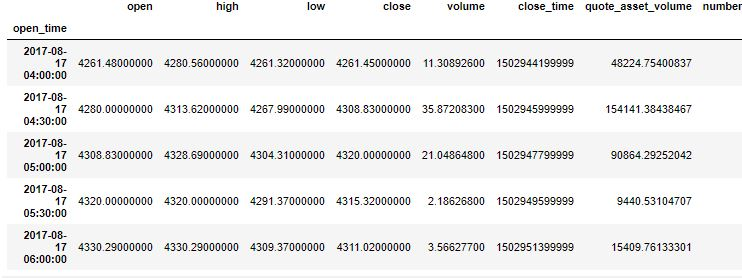 open high low close volume close_time quote_asset_volume number
open_time
2017-08-
17
04:00:00 4261.48000000 4280.56000000 4261.32000000 4261.45000000 11.30892600 1502944199999 48224.75400837
2017-08-
17
04:30:00 4280.00000000 4313.62000000 4267.99000000 4308.83000000 35.87208300 1502945999999 154141.38438467
2017-08-
17
05:00:00 4308.83000000 4328.69000000 4304.31000000 4320.00000000 21.04864800 1502947799999 90864.29252042
2017-08-
17
05:30:00 4320.00000000 4320.00000000 4291.37000000 4315.32000000 2.18626800 1502949599999 9440.53104707
2017-08-
17
06:00:00 4330.29000000 4330.29000000 4309.37000000 4311.02000000 3.56627700 1502951399999 15409.76133301